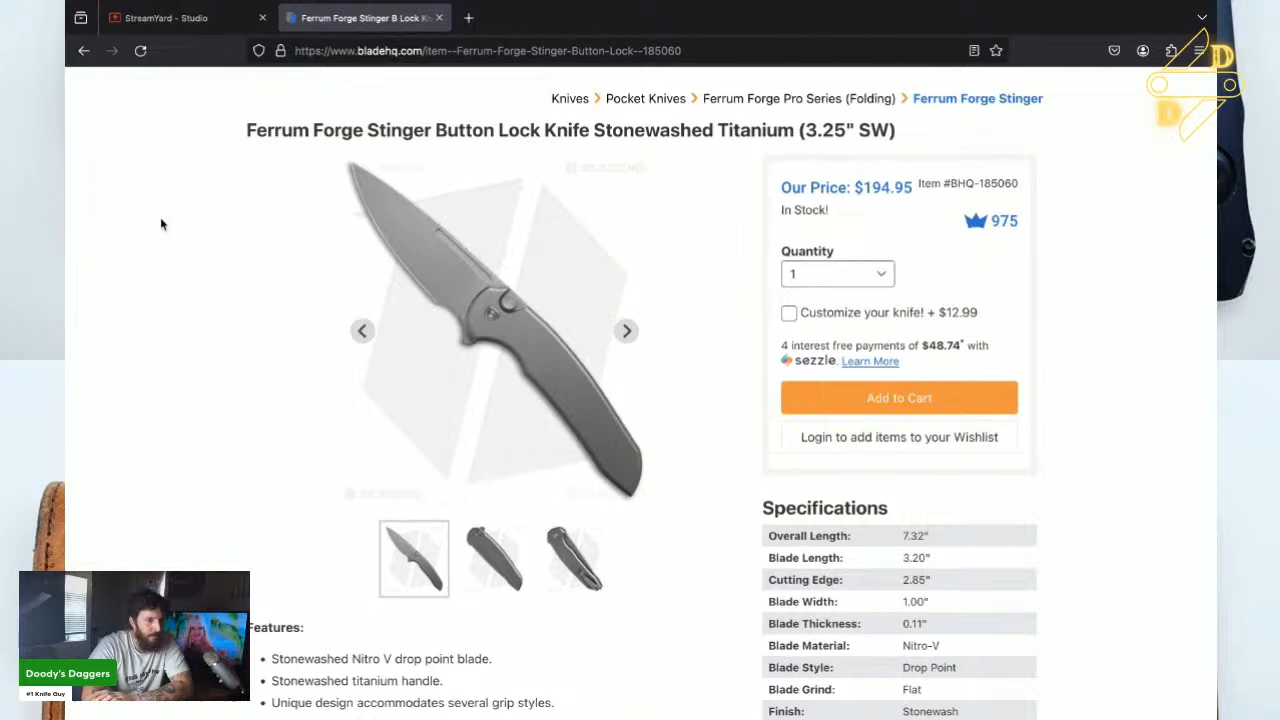 StreamYard - Studio
Ferrum Forge Stinger B Lock Kn
https://www.bladehq.com/item--Ferrum-Forge-Stinger-Button-Lock--185060
D
D
Knives > Pocket Knives > Ferrum Forge Pro Series (Folding) > Ferrum Forge Stinger
Ferrum Forge Stinger Button Lock Knife Stonewashed Titanium (3.25" SW)
Our Price: $194.95 Item #BHQ-185060
In Stock!
975
Quantity
1
Customize your knife! + $12.99
4 interest free payments of $48.74* with
sezzle. Learn More
Add to Cart
Login to add items to your Wishlist
Specifications
Overall Length: 7.32"
Blade Length: 3.20"
Cutting Edge: 2.85"
Blade Width: 1.00"
Blade Thickness: 0.11"
Blade Material: Nitro-V
Blade Style: Drop Point
Blade Grind: Flat
Finish: Stonewash
Features:
Stonewashed Nitro V drop point blade.
Stonewashed titanium handle.
Unique design accommodates several grip styles.
Doody's Daggers
#1 Knife Guy